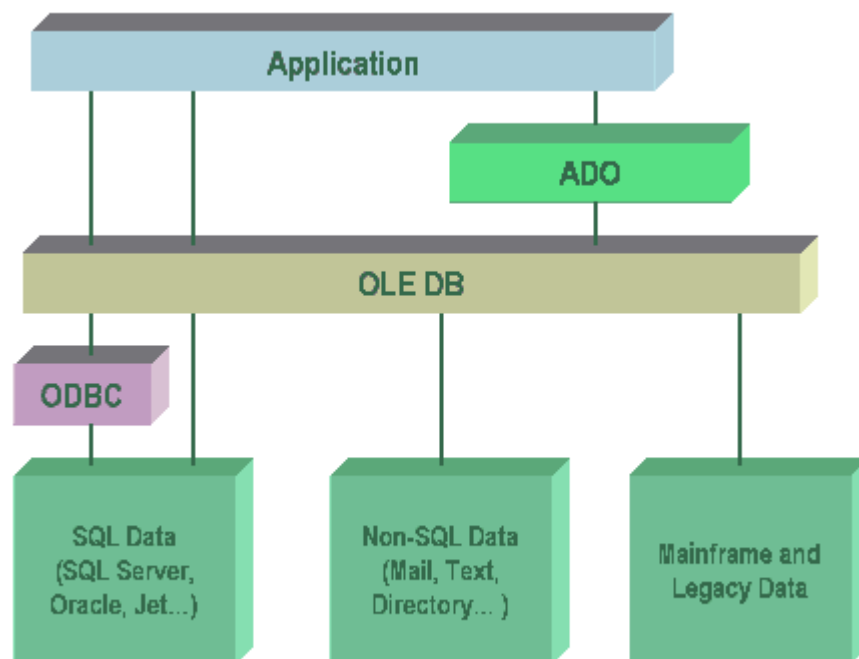 Application
ADO
OLE DB
ODBC
SQL Data
(SQL Server,
Oracle, Jet...)
Non-SQL Data
(Mail, Text,
Directory... )
Mainframe and
Legacy Data